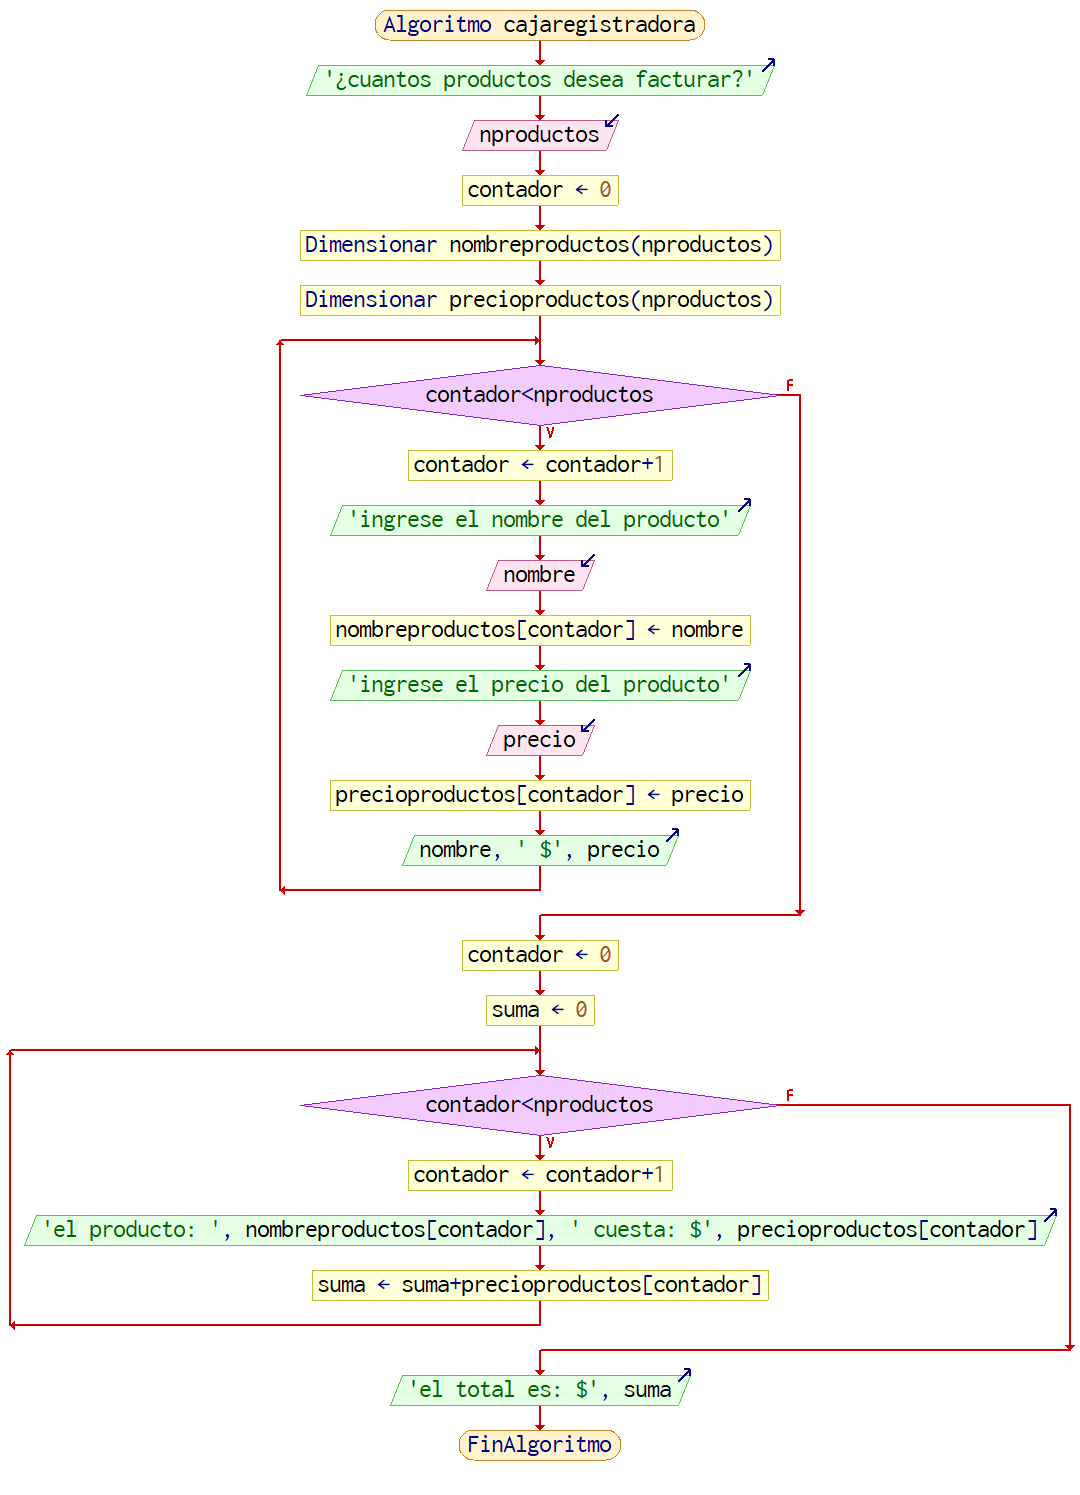 Algoritmo cajaregistradora
'¿cuantos productos desea facturar?'
nproductos
contador ← 0
Dimensionar nombreproductos(nproductos)
Dimensionar precioproductos(nproductos)
contador<nproductos
F
V
contador ← contador+1
'ingrese el nombre del producto'
nombre
nombreproductos[contador] ← nombre
'ingrese el precio del producto'
precio
precioproductos[contador] ← precio
nombre, ' $', precio
contador ← 0
suma ← 0
contador<nproductos
F
V
contador ← contador+1
'el producto: ', nombreproductos[contador], ' cuesta: $', precioproductos[contador]
suma ← suma+precioproductos[contador]
'el total es: $', suma
FinAlgoritmo